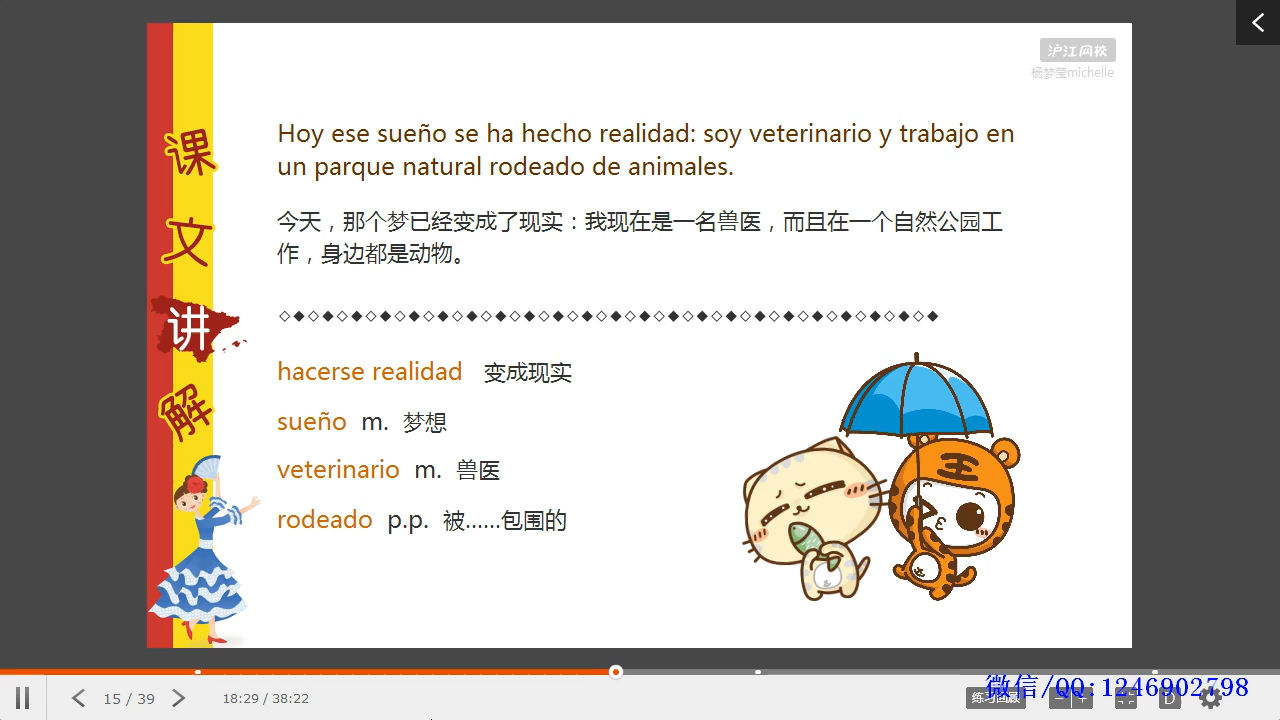 沪江网校
杨梦莹michelle
课
文
讲
解
Hoy ese sueño se ha hecho realidad: soy veterinario y trabajo en
un parque natural rodeado de animales.
今天，那个梦已经变成了现实：我现在是一名兽医，而且在一个自然公园工
作，身边都是动物。
hacerse realidad 变成现实
sueño m. 梦想
veterinario m. 兽医
rodeado p.p. 被......包围的
王
15 / 39
18:29 / 38:22
练习回顾
微信/QQ:1246902798
D